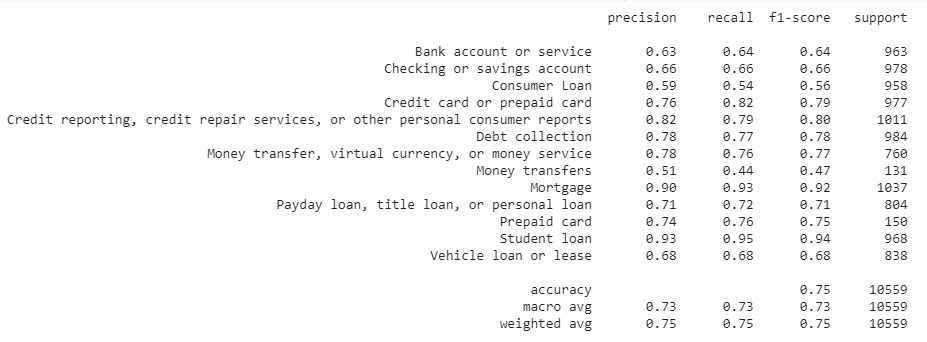 precision recall f1-score support
Bank account or service 0.63 0.64 0.64 963
Checking or savings account 0.66 0.66 0.66 978
Consumer Loan 0.59 0.54 0.56 958
Credit card or prepaid card 0.76 0.82 0.79 977
Credit reporting, credit repair services, or other personal consumer reports 0.82 0.79 0.80 1011
Debt collection 0.78 0.77 0.78 984
Money transfer, virtual currency, or money service 0.78 0.76 0.77 760
Money transfers 0.51 0.44 0.47 131
Mortgage 0.90 0.93 0.92 1037
Payday loan, title loan, or personal loan 0.71 0.72 0.71 804
Prepaid card 0.74 0.76 0.75 150
Student loan 0.93 0.95 0.94 968
Vehicle loan or lease 0.68 0.68 0.68 838
accuracy 0.75 10559
macro avg 0.73 0.73 0.73 10559
weighted avg 0.75 0.75 0.75 10559